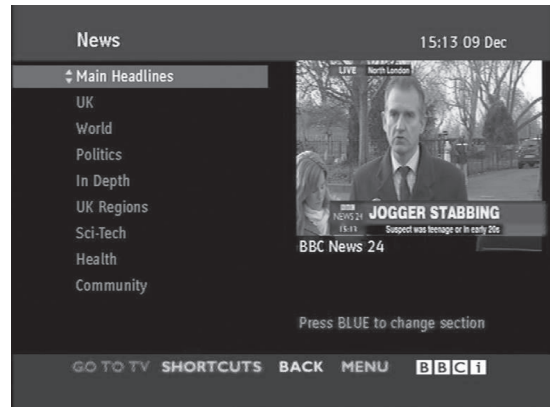 News
15:13 09 Dec
Main Headlines
UK
World
Politics
In Depth
UK Regions
Sci-Tech
Health
Community
LIVE North London
BBC
NEWS 24 JOGGER STABBING
15:13 Suspect was teenage or in early 20s
BBC News 24
Press BLUE to change section
GO TO TV SHORTCUTS BACK MENU BBCi